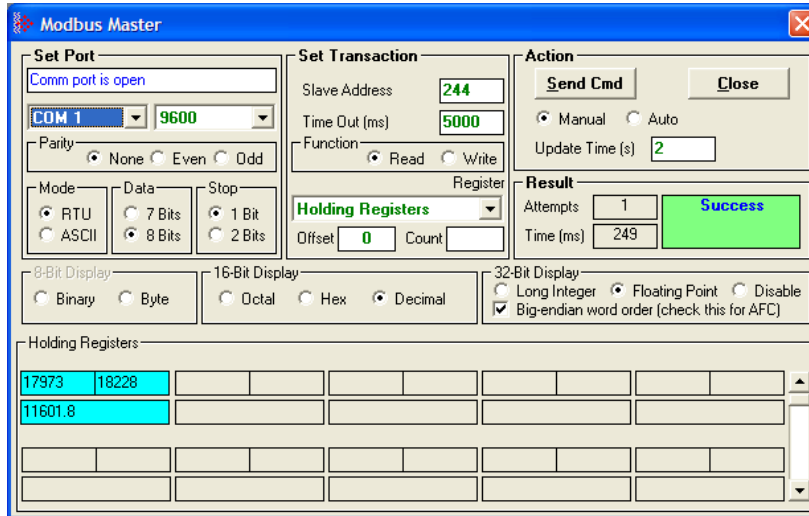 Modbus Master
Set Port
Comm port is open
COM 1 9600
Parity
None Even Odd
Mode
RTU
ASCII
Data
7 Bits
8 Bits
Stop
1 Bit
2 Bits
Set Transaction
Slave Address 244
Time Out (ms) 5000
Function
Read Write
Register
Holding Registers
Offset 0 Count
Action
Send Cmd Close
Manual Auto
Update Time (s) 2
Result
Attempts 1
Time (ms) 249
Success
8-Bit Display
Binary Byte
16-Bit Display
Octal Hex Decimal
32-Bit Display
Long Integer Floating Point Disable
Big-endian word order (check this for AFC)
Holding Registers
17973 18228
11601.8